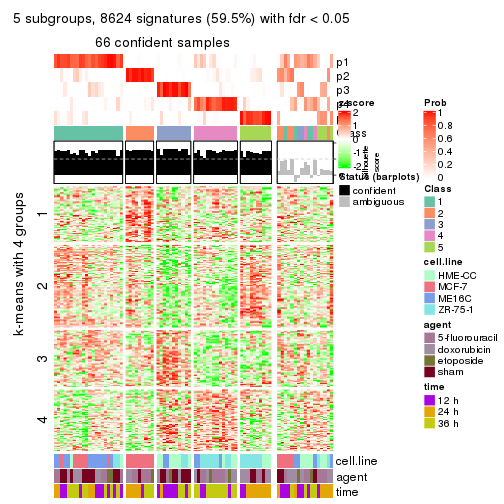 5 subgroups, 8624 signatures (59.5%) with fdr < 0.05
66 confident samples
p1
p2
p3
z-score
2
1
-2
Silhouette
score
Status (barplots)
confident
ambiguous
Prob
1
0.8
0.6
0.4
0.2
0
Class
1
2
3
4
5
cell.line
HME-CC
MCF-7
ME16C
ZR-75-1
agent
5-fluorouracil
doxorubicin
etoposide
sham
time
12 h
24 h
36 h
k-means with 4 groups
1
2
3
4
cell.line
agent
time